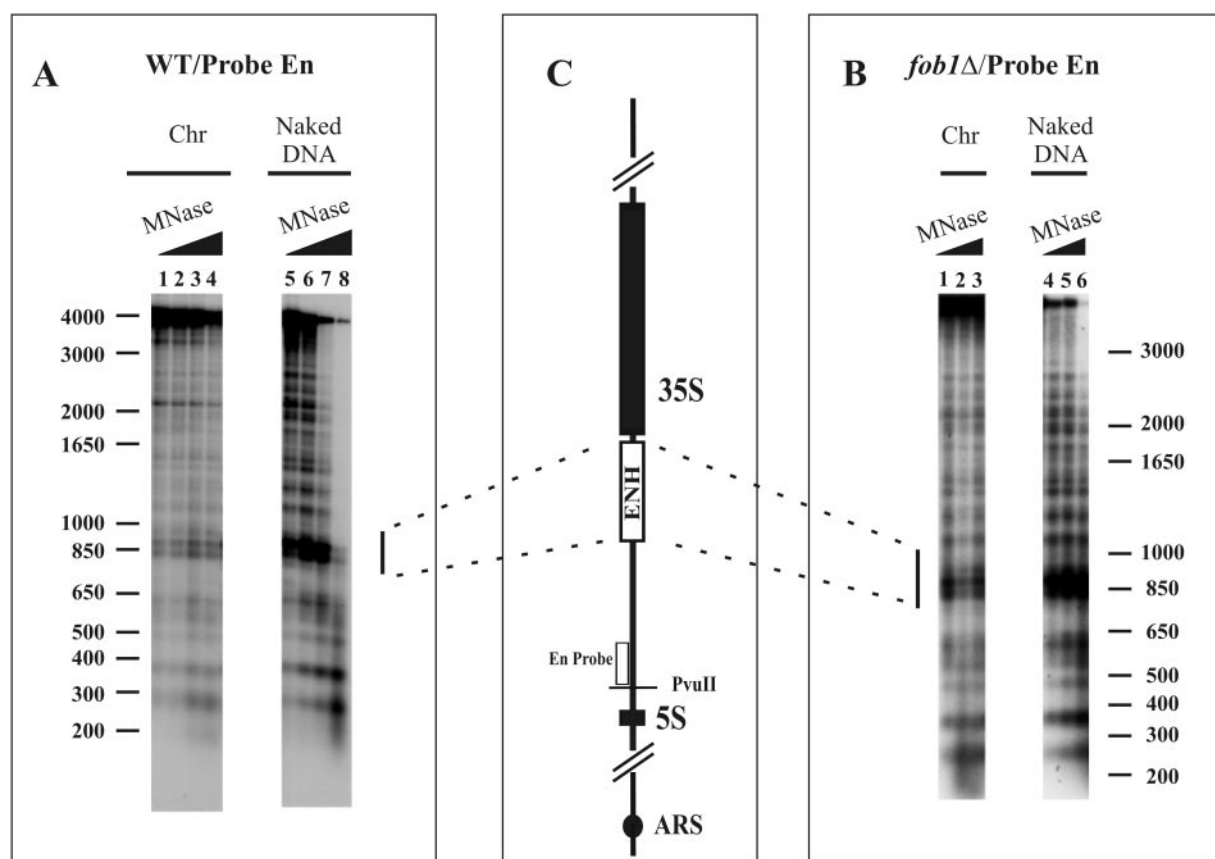 A
WT/Probe En
Chr
Naked
DNA
MNase
MNase
1 2 3 4
5 6 7 8
4000
3000
2000
1650
1000
850
650
500
400
300
200
C
35S
ENH
En Probe
PvuII
5S
ARS
B
fob1Δ/Probe En
Chr
Naked
DNA
MNase
MNase
1 2 3
4 5 6
3000
2000
1650
1000
850
650
500
400
300
200